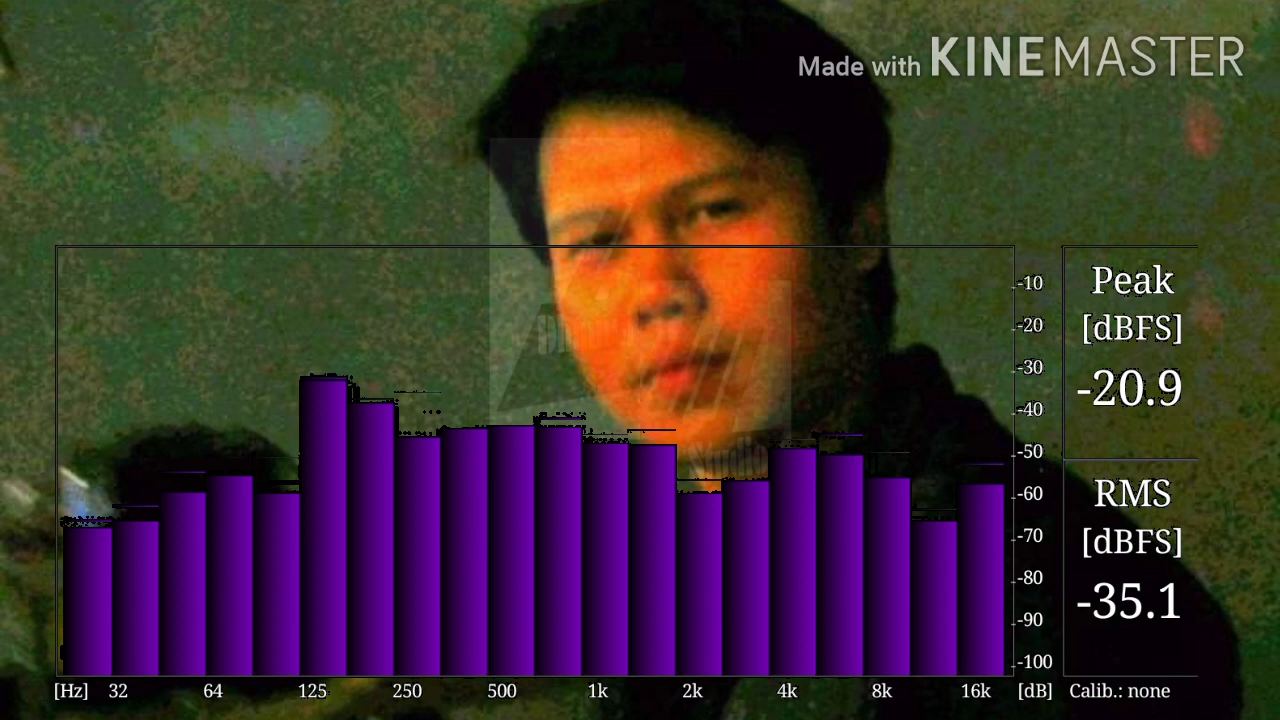 Made with KINEMASTER
Peak
[dBFS]
-20.9
RMS
[dBFS]
-35.1
-10
-20
-30
-40
-50
-60
-70
-80
-90
-100
[Hz] 32 64 125 250 500 1k 2k 4k 8k 16k [dB] Calib.: none